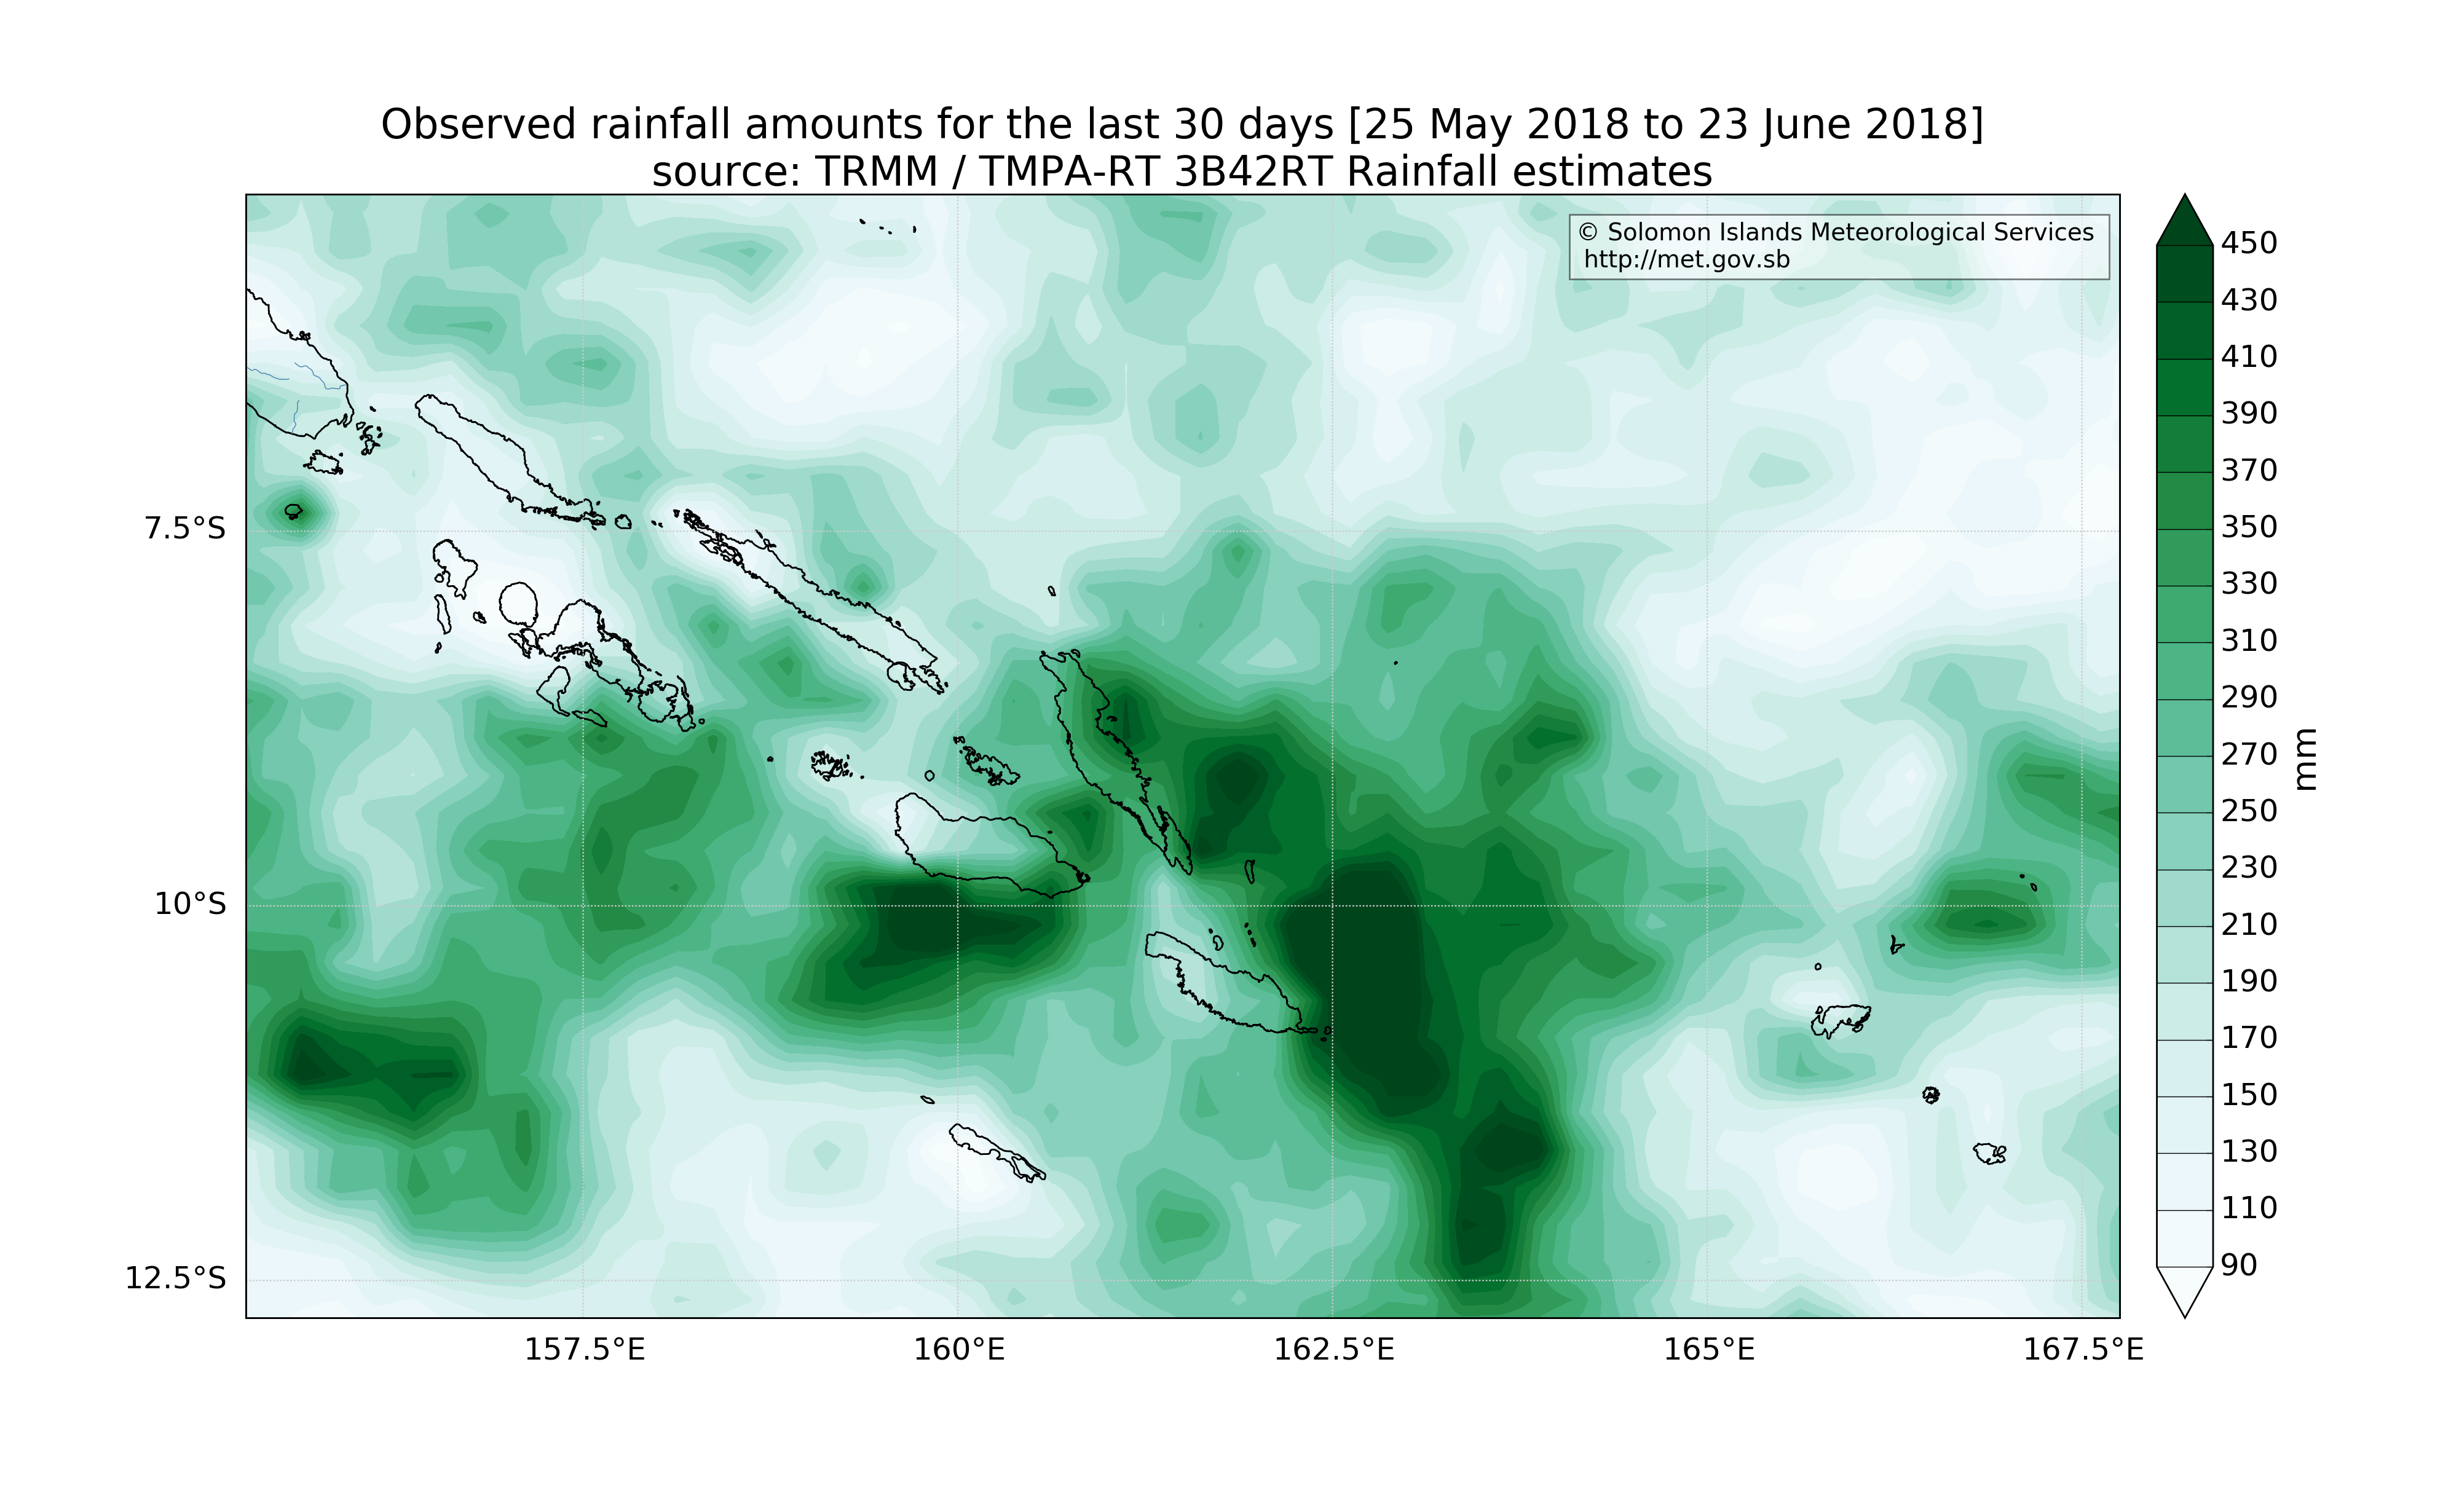 Observed rainfall amounts for the last 30 days [25 May 2018 to 23 June 2018]
source: TRMM / TMPA-RT 3B42RT Rainfall estimates
© Solomon Islands Meteorological Services
http://met.gov.sb
7.5°S
10°S
12.5°S
157.5°E
160°E
162.5°E
165°E
167.5°E
450
430
410
390
370
350
330
310
290
270
250
230
210
190
170
150
130
110
90
mm